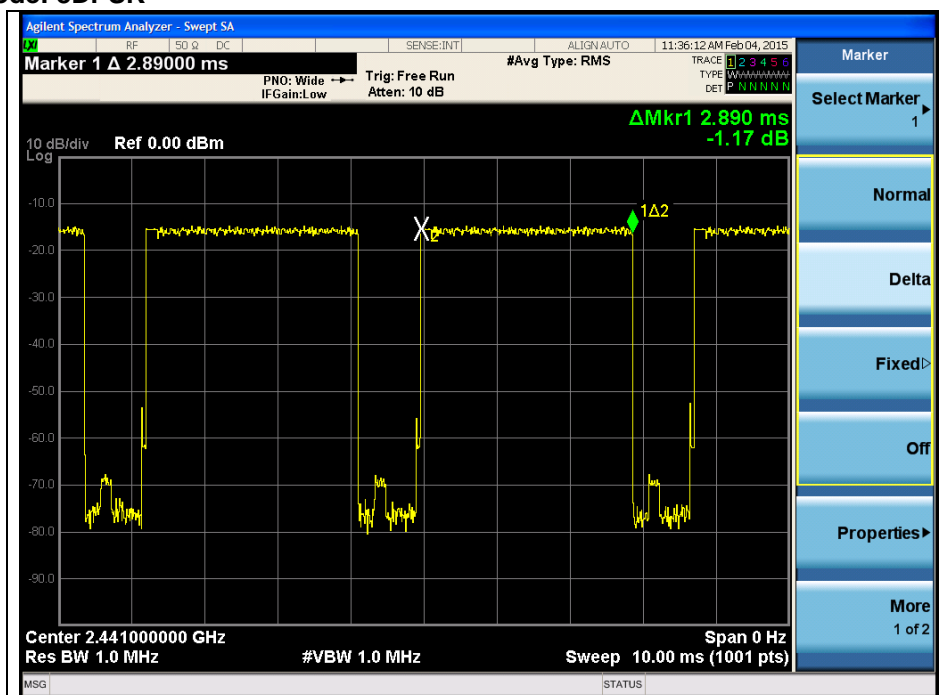 Agilent Spectrum Analyzer - Swept SA
LXI RF 50 Ω DC SENSE:INT ALIGN AUTO 11:36:12 AM Feb 04, 2015
Marker 1 Δ 2.89000 ms
PNO: Wide
IFGain:Low
Trig: Free Run
Atten: 10 dB
#Avg Type: RMS
TRACE 1 2 3 4 5 6
TYPE W
DET P N N N N N
ΔMkr1 2.890 ms
-1.17 dB
10 dB/div Ref 0.00 dBm
Log
-10.0
-20.0
-30.0
-40.0
-50.0
-60.0
-70.0
-80.0
-90.0
X2
1Δ2
Center 2.441000000 GHz Span 0 Hz
Res BW 1.0 MHz #VBW 1.0 MHz Sweep 10.00 ms (1001 pts)
MSG STATUS
Marker
Select Marker
1
Normal
Delta
Fixed
Off
Properties
More
1 of 2